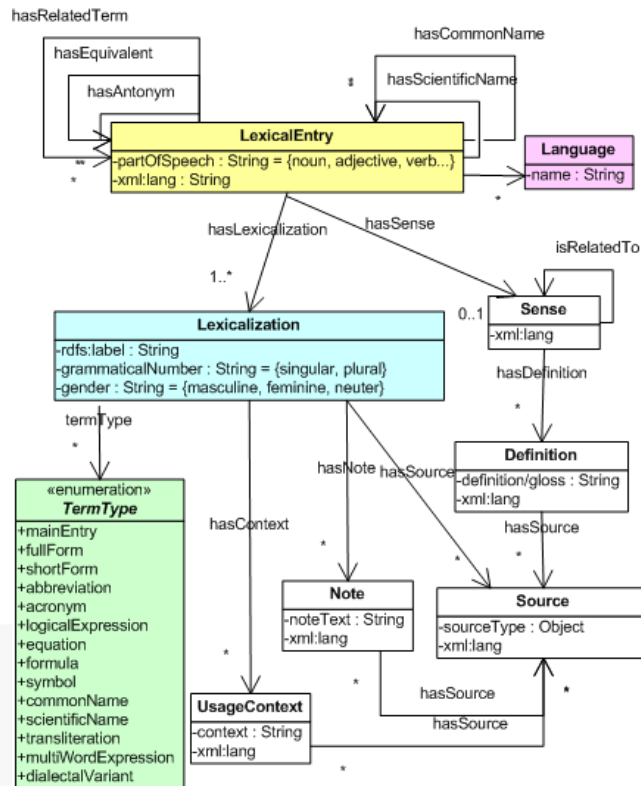 hasRelatedTerm
hasEquivalent
hasAntonym
hasCommonName
hasScientificName
*
LexicalEntry
-partOfSpeech : String = {noun, adjective, verb...}
-xml:lang : String
**
*
Language
-name : String
*
hasLexicalization
hasSense
isRelatedTo
1..*
0..1
Sense
-xml:lang
Lexicalization
-rdfs:label : String
-grammaticalNumber : String = {singular, plural}
-gender : String = {masculine, feminine, neuter}
hasDefinition
*
termType
*
Definition
-definition/gloss : String
-xml:lang
hasNote
hasSource
hasContext
hasSource
*
*
*
«enumeration»
TermType
+mainEntry
+fullForm
+shortForm
+abbreviation
+acronym
+logicalExpression
+equation
+formula
+symbol
+commonName
+scientificName
+transliteration
+multiWordExpression
+dialectalVariant
Note
-noteText : String
-xml:lang
Source
-sourceType : Object
-xml:lang
*
*
*
hasSource
hasSource
UsageContext
-context : String
-xml:lang
*